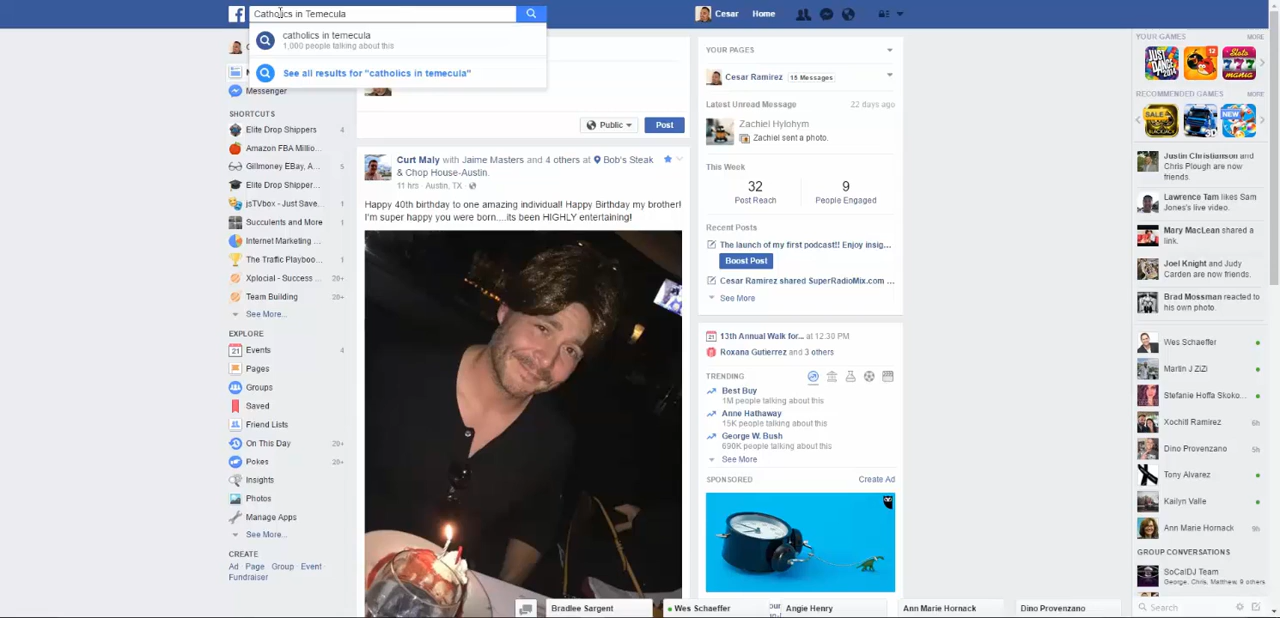 Catholics in Temecula
Cesar
Home
catholics in temecula
1,000 people talking about this
See all results for "catholics in temecula"
Messenger
SHORTCUTS
Elite Drop Shippers 4
Amazon FBA Millio...
Gillmoney EBay, A... 5
Elite Drop Shipper...
jsTVbox - Just Save... 1
Succulents and More 1
Internet Marketing ...
The Traffic Playboo... 1
Xplocial - Success ... 20+
Team Building 20+
See More...
EXPLORE
Events 4
Pages
Groups
Saved
Friend Lists
On This Day 20+
Pokes 20+
Insights
Photos
Manage Apps
See More...
CREATE
Ad Page Group Event
Fundraiser
Public
Post
Curt Maly with Jaime Masters and 4 others at Bob's Steak
& Chop House-Austin.
11 hrs · Austin, TX
Happy 40th birthday to one amazing individual! Happy Birthday my brother!
I'm super happy you were born....its been HIGHLY entertaining!
YOUR PAGES
Cesar Ramirez 15 Messages
Latest Unread Message 22 days ago
Zachiel Hylohym
Zachiel sent a photo.
This Week
32 9
Post Reach People Engaged
Recent Posts
The launch of my first podcast!! Enjoy insig...
Boost Post
Cesar Ramirez shared SuperRadioMix.com ...
See More
13th Annual Walk for... at 12:30 PM
Roxana Gutierrez and 3 others
TRENDING
Best Buy
1M people talking about this
Anne Hathaway
15K people talking about this
George W. Bush
690K people talking about this
See More
SPONSORED Create Ad
YOUR GAMES MORE
RECOMMENDED GAMES MORE
Justin Christianson and
Chris Plough are now
friends.
Lawrence Tam likes Sam
Jones's live video.
Mary MacLean shared a
link.
Joel Knight and Judy
Carden are now friends.
Brad Mossman reacted to
his own photo.
Wes Schaeffer
Martin J ZiZi
Stefanie Hoffa Skoko...
Xochitl Ramirez 6h
Dino Provenzano 5h
Tony Alvarez
Kailyn Valle
Ann Marie Hornack 9h
GROUP CONVERSATIONS
SoCalDJ Team
George, Chris, Matthew, 9 others
Search
Bradlee Sargent
Wes Schaeffer
Angie Henry
Ann Marie Hornack
Dino Provenzano